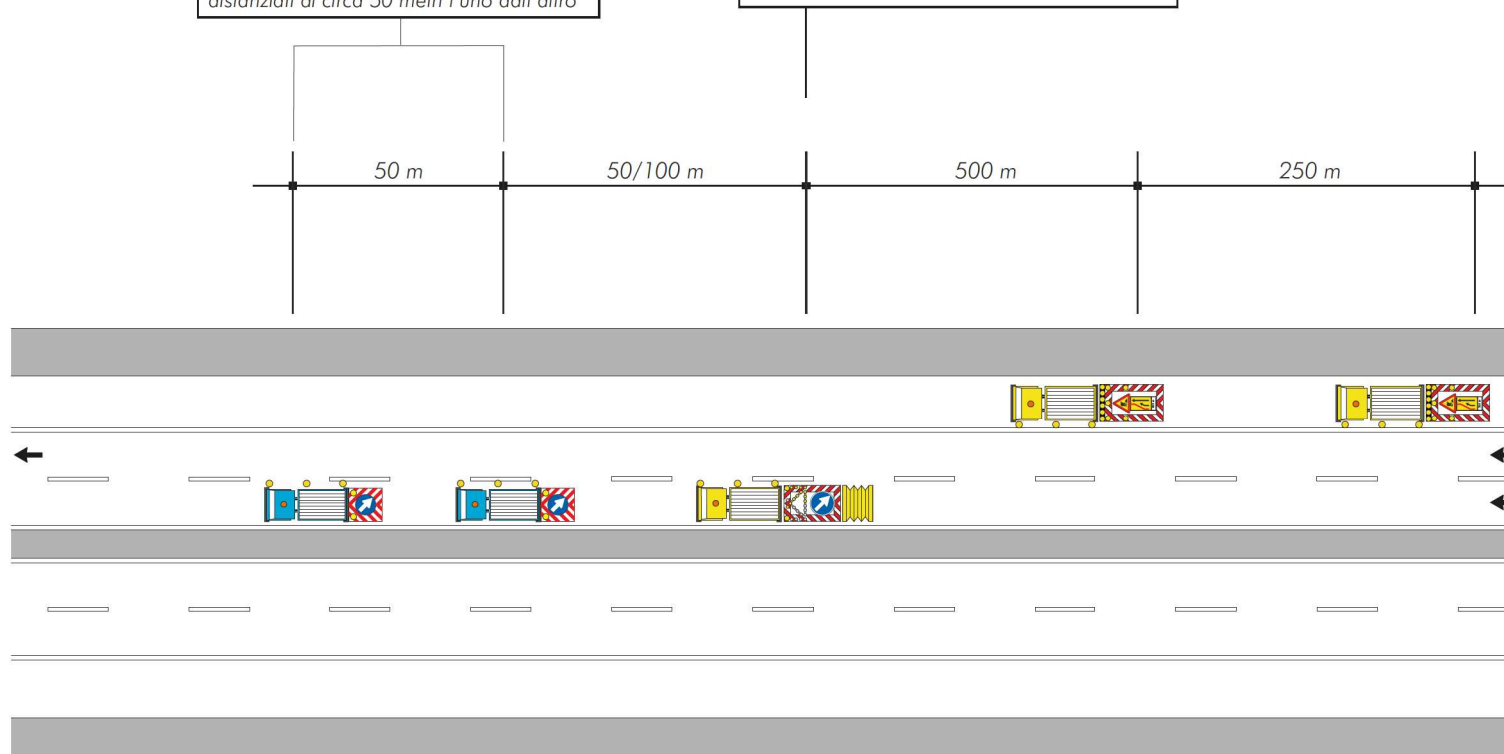 distanziati di circa 50 metri l'uno dall'altro
50 m
50/100 m
500 m
250 m